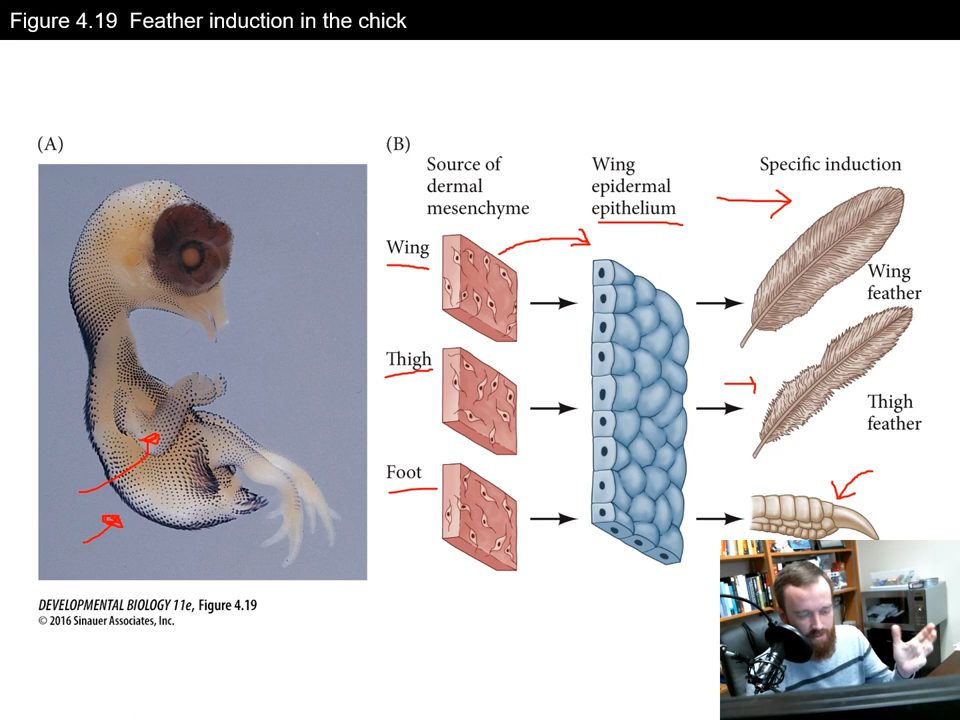 Figure 4.19 Feather induction in the chick
(A)
(B)
Source of
dermal
mesenchyme
Wing
epidermal
epithelium
Specific induction
Wing
Wing
feather
Thigh
Thigh
feather
Foot
DEVELOPMENTAL BIOLOGY 11e, Figure 4.19
© 2016 Sinauer Associates, Inc.